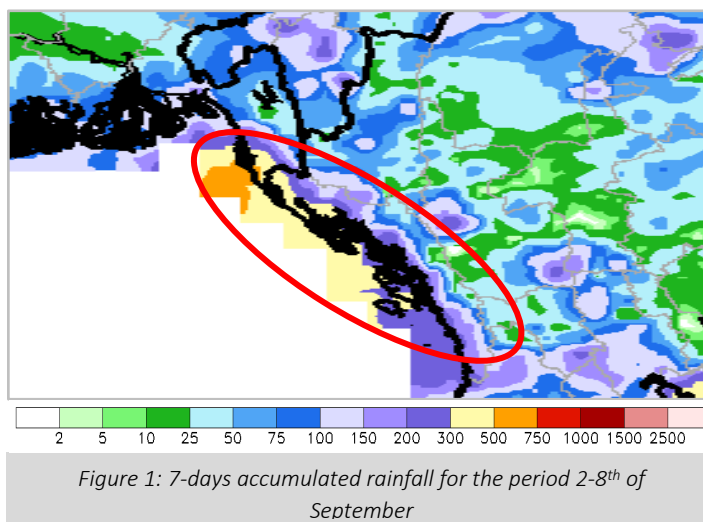 2 5 10 25 50 75 100 150 200 300 500 750 1000 1500 2500
Figure 1: 7-days accumulated rainfall for the period 2-8th of
September